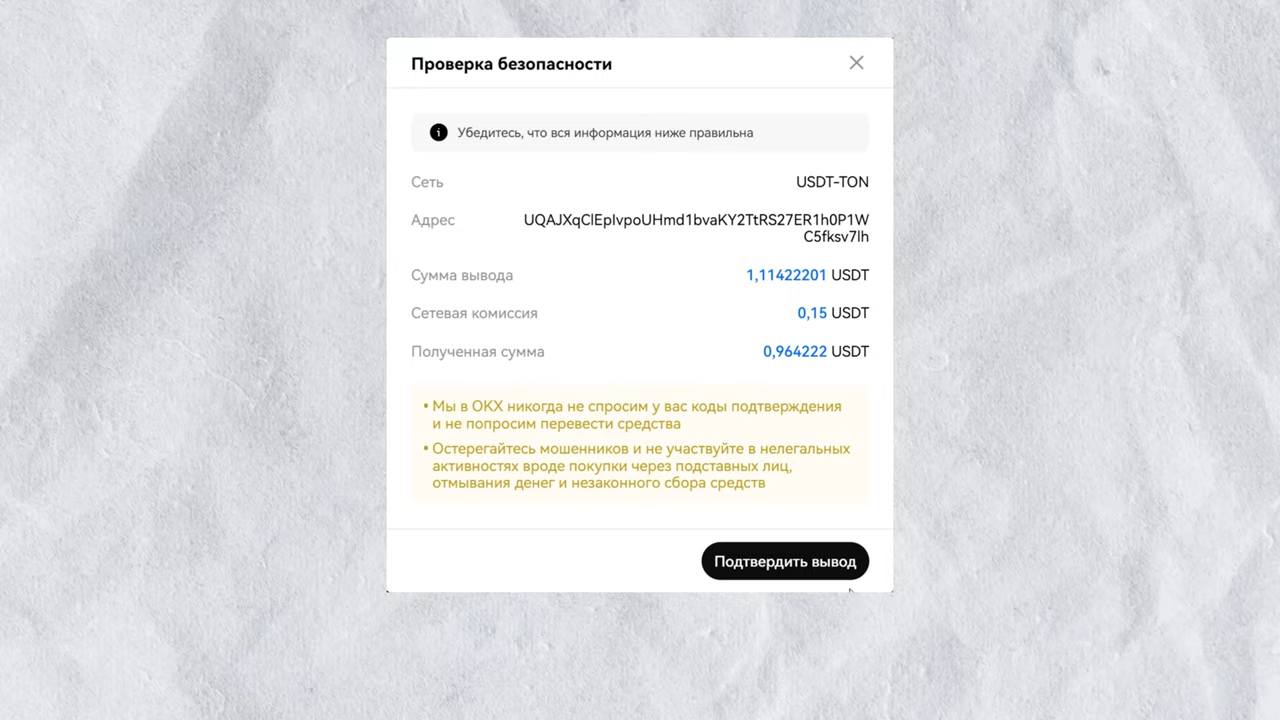 Проверка безопасности
Убедитесь, что вся информация ниже правильна
Сеть USDT-TON
Адрес UQAJXqClEpIvpoUHmd1bvaKY2TtRS27ER1h0P1W
C5fksv7lh
Сумма вывода 1,11422201 USDT
Сетевая комиссия 0,15 USDT
Полученная сумма 0,964222 USDT
• Мы в OKX никогда не спросим у вас коды подтверждения
и не попросим перевести средства
• Остерегайтесь мошенников и не участвуйте в нелегальных
активностях вроде покупки через подставных лиц,
отмывания денег и незаконного сбора средств
Подтвердить вывод